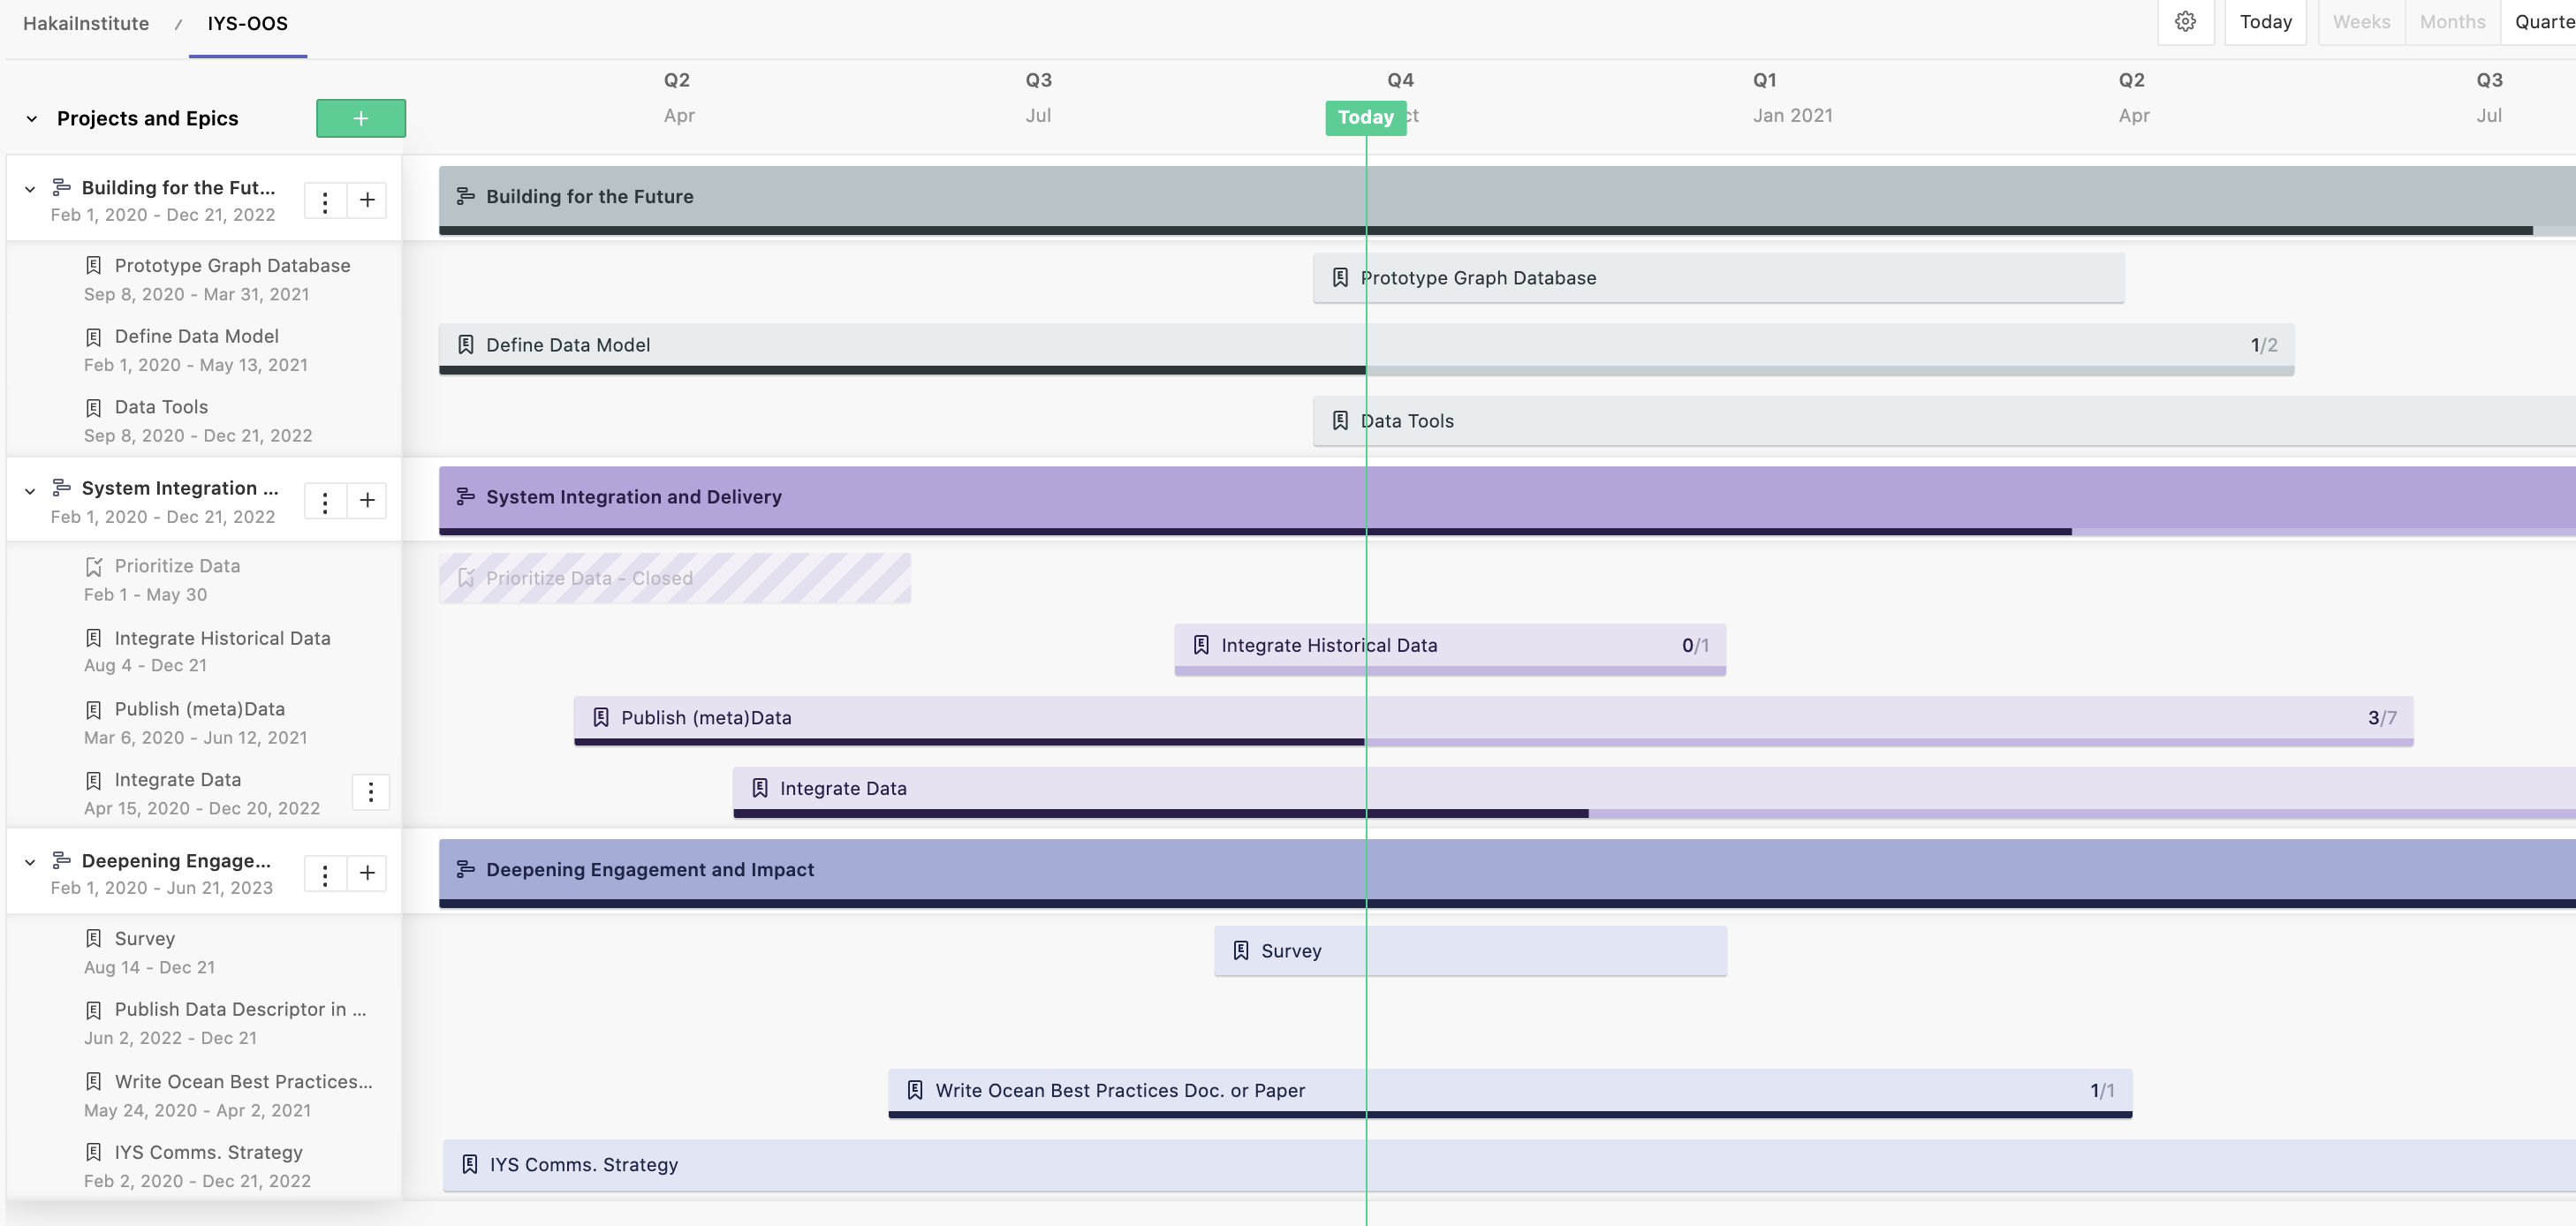 HakaiInstitute / IYS-OOS
Today Weeks Months Quarte
Q2 Q3 Q4 Q1 Q2 Q3
Apr Jul ct Jan 2021 Apr Jul
Today
Projects and Epics +
Building for the Fut...
Feb 1, 2020 - Dec 21, 2022
Building for the Future
Prototype Graph Database
Sep 8, 2020 - Mar 31, 2021
Prototype Graph Database
Define Data Model
Feb 1, 2020 - May 13, 2021
Define Data Model 1/2
Data Tools
Sep 8, 2020 - Dec 21, 2022
Data Tools
System Integration ...
Feb 1, 2020 - Dec 21, 2022
System Integration and Delivery
Prioritize Data
Feb 1 - May 30
Prioritize Data - Closed
Integrate Historical Data
Aug 4 - Dec 21
Integrate Historical Data 0/1
Publish (meta)Data
Mar 6, 2020 - Jun 12, 2021
Publish (meta)Data 3/7
Integrate Data
Apr 15, 2020 - Dec 20, 2022
Integrate Data
Deepening Engage...
Feb 1, 2020 - Jun 21, 2023
Deepening Engagement and Impact
Survey
Aug 14 - Dec 21
Survey
Publish Data Descriptor in ...
Jun 2, 2022 - Dec 21
Write Ocean Best Practices...
May 24, 2020 - Apr 2, 2021
Write Ocean Best Practices Doc. or Paper 1/1
IYS Comms. Strategy
Feb 2, 2020 - Dec 21, 2022
IYS Comms. Strategy